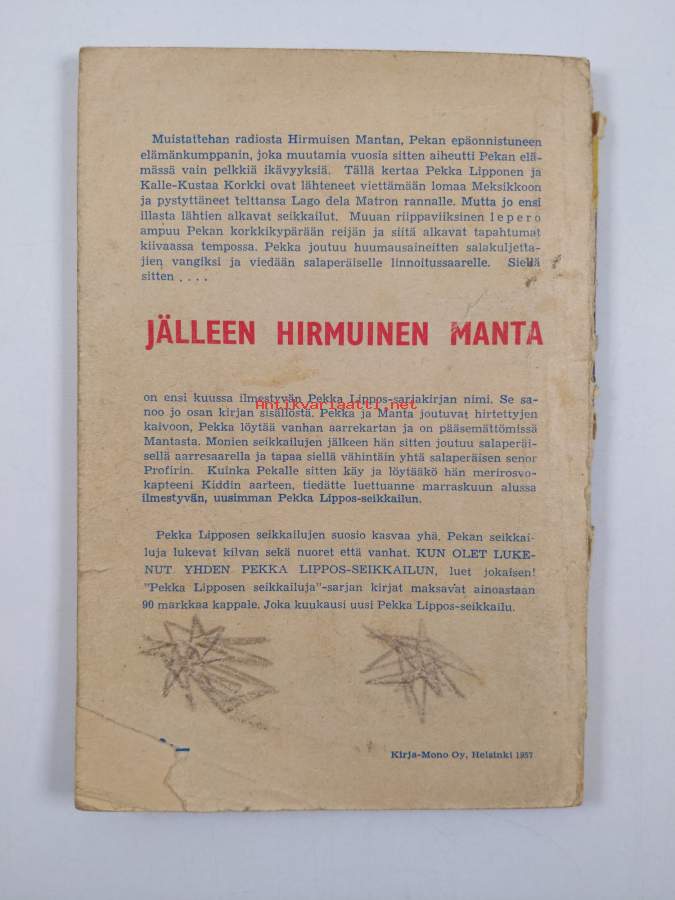 Muistattehan radiosta Hirmuisen Mantan, Pekan epäonnistuneen
elämänkumppanin, joka muutamia vuosia sitten aiheutti Pekan elä-
mässä vain pelkkiä ikävyyksiä. Tällä kertaa Pekka Lipponen ja
Kalle-Kustaa Korkki ovat lähteneet viettämään lomaa Meksikkoon
ja pystyttäneet telttansa Lago dela Matron rannalle. Mutta jo ensi
illasta lähtien alkavat seikkailut. Muuan riippaviiksinen lepero
ampuu Pekan korkkikypärään reijän ja siitä alkavat tapahtumat
kiivaassa tempossa. Pekka joutuu huumausaineitten salakuljetta-
jien vangiksi ja viedään salaperäiselle linnoitussaarelle. Siellä
sitten ....
JÄLLEEN HIRMUINEN MANTA
on ensi kuussa ilmestyvän Pekka Lippos-sarjakirjan nimi. Se sa-
noo jo osan kirjan sisällöstä. Pekka ja Manta joutuvat hirtettyjen
Antikvariaatti.net
kaivoon, Pekka löytää vanhan aarrekartan ja on pääsemättömissä
Mantasta. Monien seikkailujen jälkeen hän sitten joutuu salaperäi-
sellä aarresaarella ja tapaa siellä vähintäin yhtä salaperäisen senor
Profirin. Kuinka Pekalle sitten käy ja löytääkö hän merirosvo-
kapteeni Kiddin aarteen, tiedätte luettuanne marraskuun alussa
ilmestyvän, uusimman Pekka Lippos-seikkailun.
Pekka Lipposen seikkailujen suosio kasvaa yhä. Pekan seikkai-
luja lukevat kilvan sekä nuoret että vanhat. KUN OLET LUKE-
NUT YHDEN PEKKA LIPPOS-SEIKKAILUN, luet jokaisen!
"Pekka Lipposen seikkailuja"-sarjan kirjat maksavat ainoastaan
90 markkaa kappale. Joka kuukausi uusi Pekka Lippos-seikkailu.
Kirja-Mono Oy, Helsinki 1957